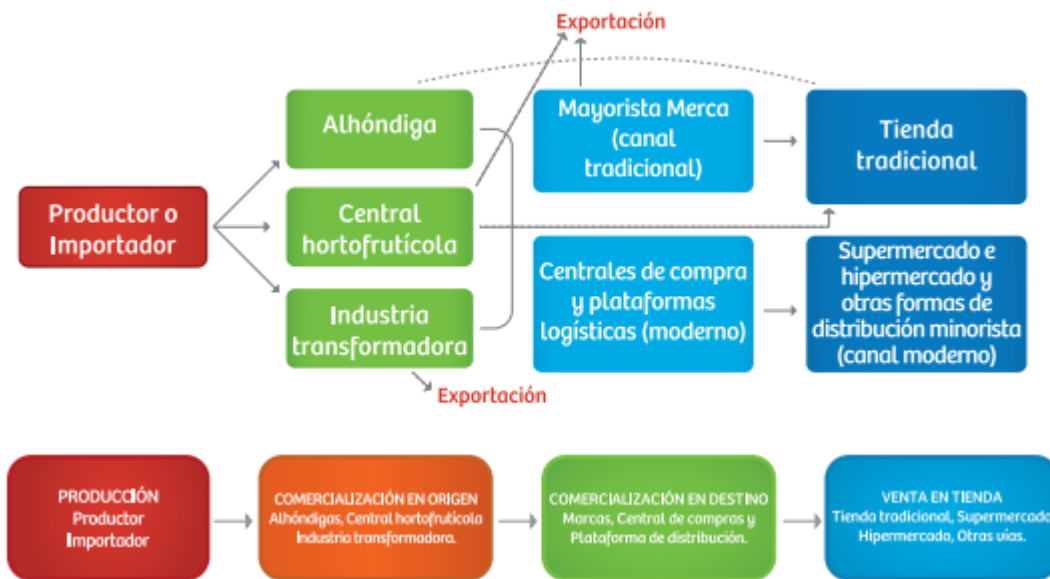 Exportación
Alhóndiga
Mayorista Merca
(canal
tradicional)
Tienda
tradicional
Productor o
Importador
Central
hortofrutícola
Centrales de compra
y plataformas
logísticas (moderno)
Supermercado e
hipermercado y
otras formas de
distribución minorista
(canal moderno)
Industria
transformadora
Exportación
PRODUCCIÓN
Productor
Importador
COMERCIALIZACIÓN EN ORIGEN
Alhóndigas, Central hortofrutícola
Industria transformadora.
COMERCIALIZACIÓN EN DESTINO
Marcas, Central de compras y
Plataforma de distribución.
VENTA EN TIENDA
Tienda tradicional, Supermercado
Hipermercado, Otras vías.